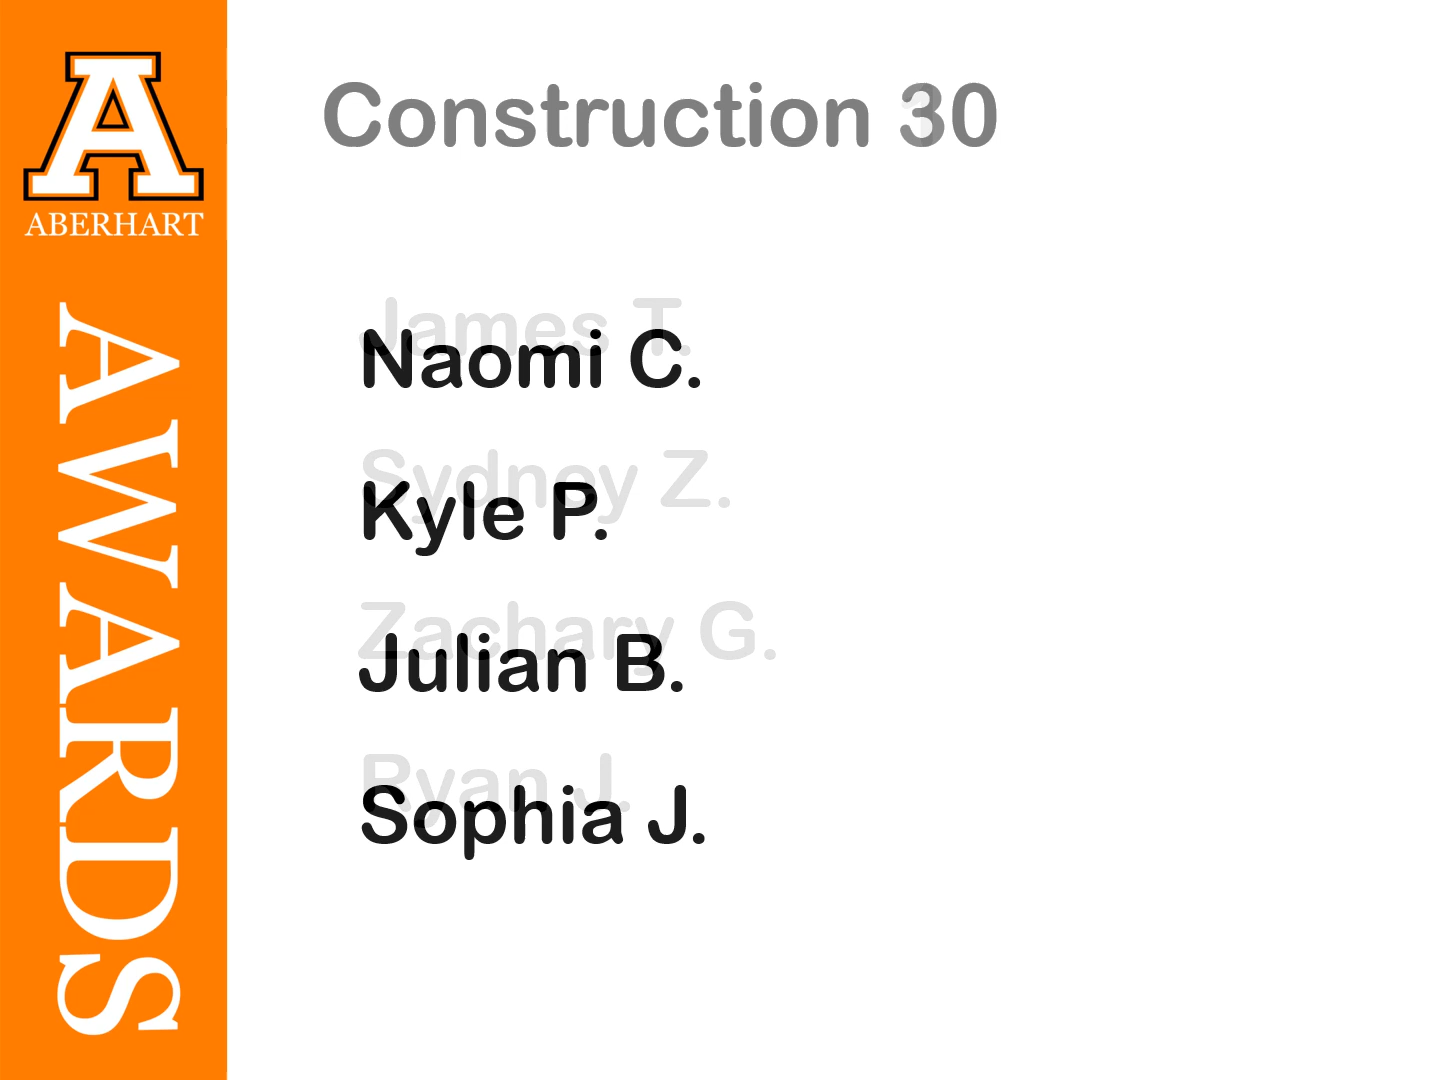 A
ABERHART
AWARDS
Construction 30
James T.
Naomi C.
Sydney Z.
Kyle P.
Zachary G.
Julian B.
Ryan J.
Sophia J.